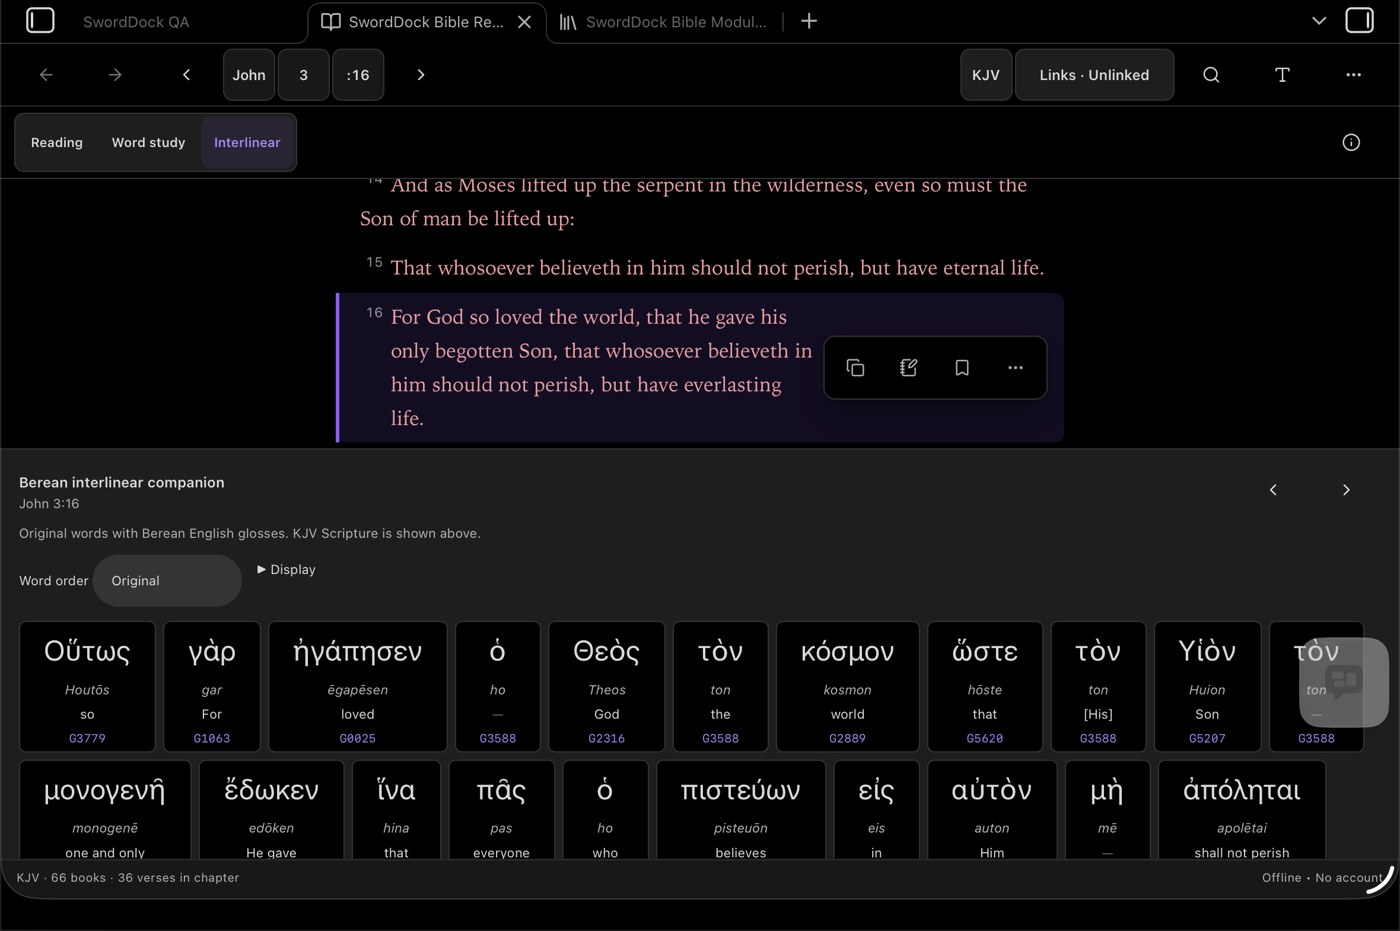 SwordDock QA
SwordDock Bible Re...
SwordDock Bible Modul...
John 3 :16
KJV Links · Unlinked
Reading Word study Interlinear
14 And as Moses lifted up the serpent in the wilderness, even so must the
Son of man be lifted up:
15 That whosoever believeth in him should not perish, but have eternal life.
16 For God so loved the world, that he gave his
only begotten Son, that whosoever believeth in
him should not perish, but have everlasting
life.
Berean interlinear companion
John 3:16
Original words with Berean English glosses. KJV Scripture is shown above.
Word order Original ▶ Display
Οὕτως γὰρ ἠγάπησεν ὁ Θεὸς τὸν κόσμον ὥστε τὸν Υἱὸν τὸν
Houtōs gar ēgapēsen ho Theos ton kosmon hōste ton Huion ton
so For loved — God the world that [His] Son —
G3779 G1063 G0025 G3588 G2316 G3588 G2889 G5620 G3588 G5207 G3588
μονογενῆ ἔδωκεν ἵνα πᾶς ὁ πιστεύων εἰς αὐτὸν μὴ ἀπόληται
monogenē edōken hina pas ho pisteuōn eis auton mē apolētai
one and only He gave that everyone who believes in Him — shall not perish
KJV · 66 books · 36 verses in chapter
Offline • No account